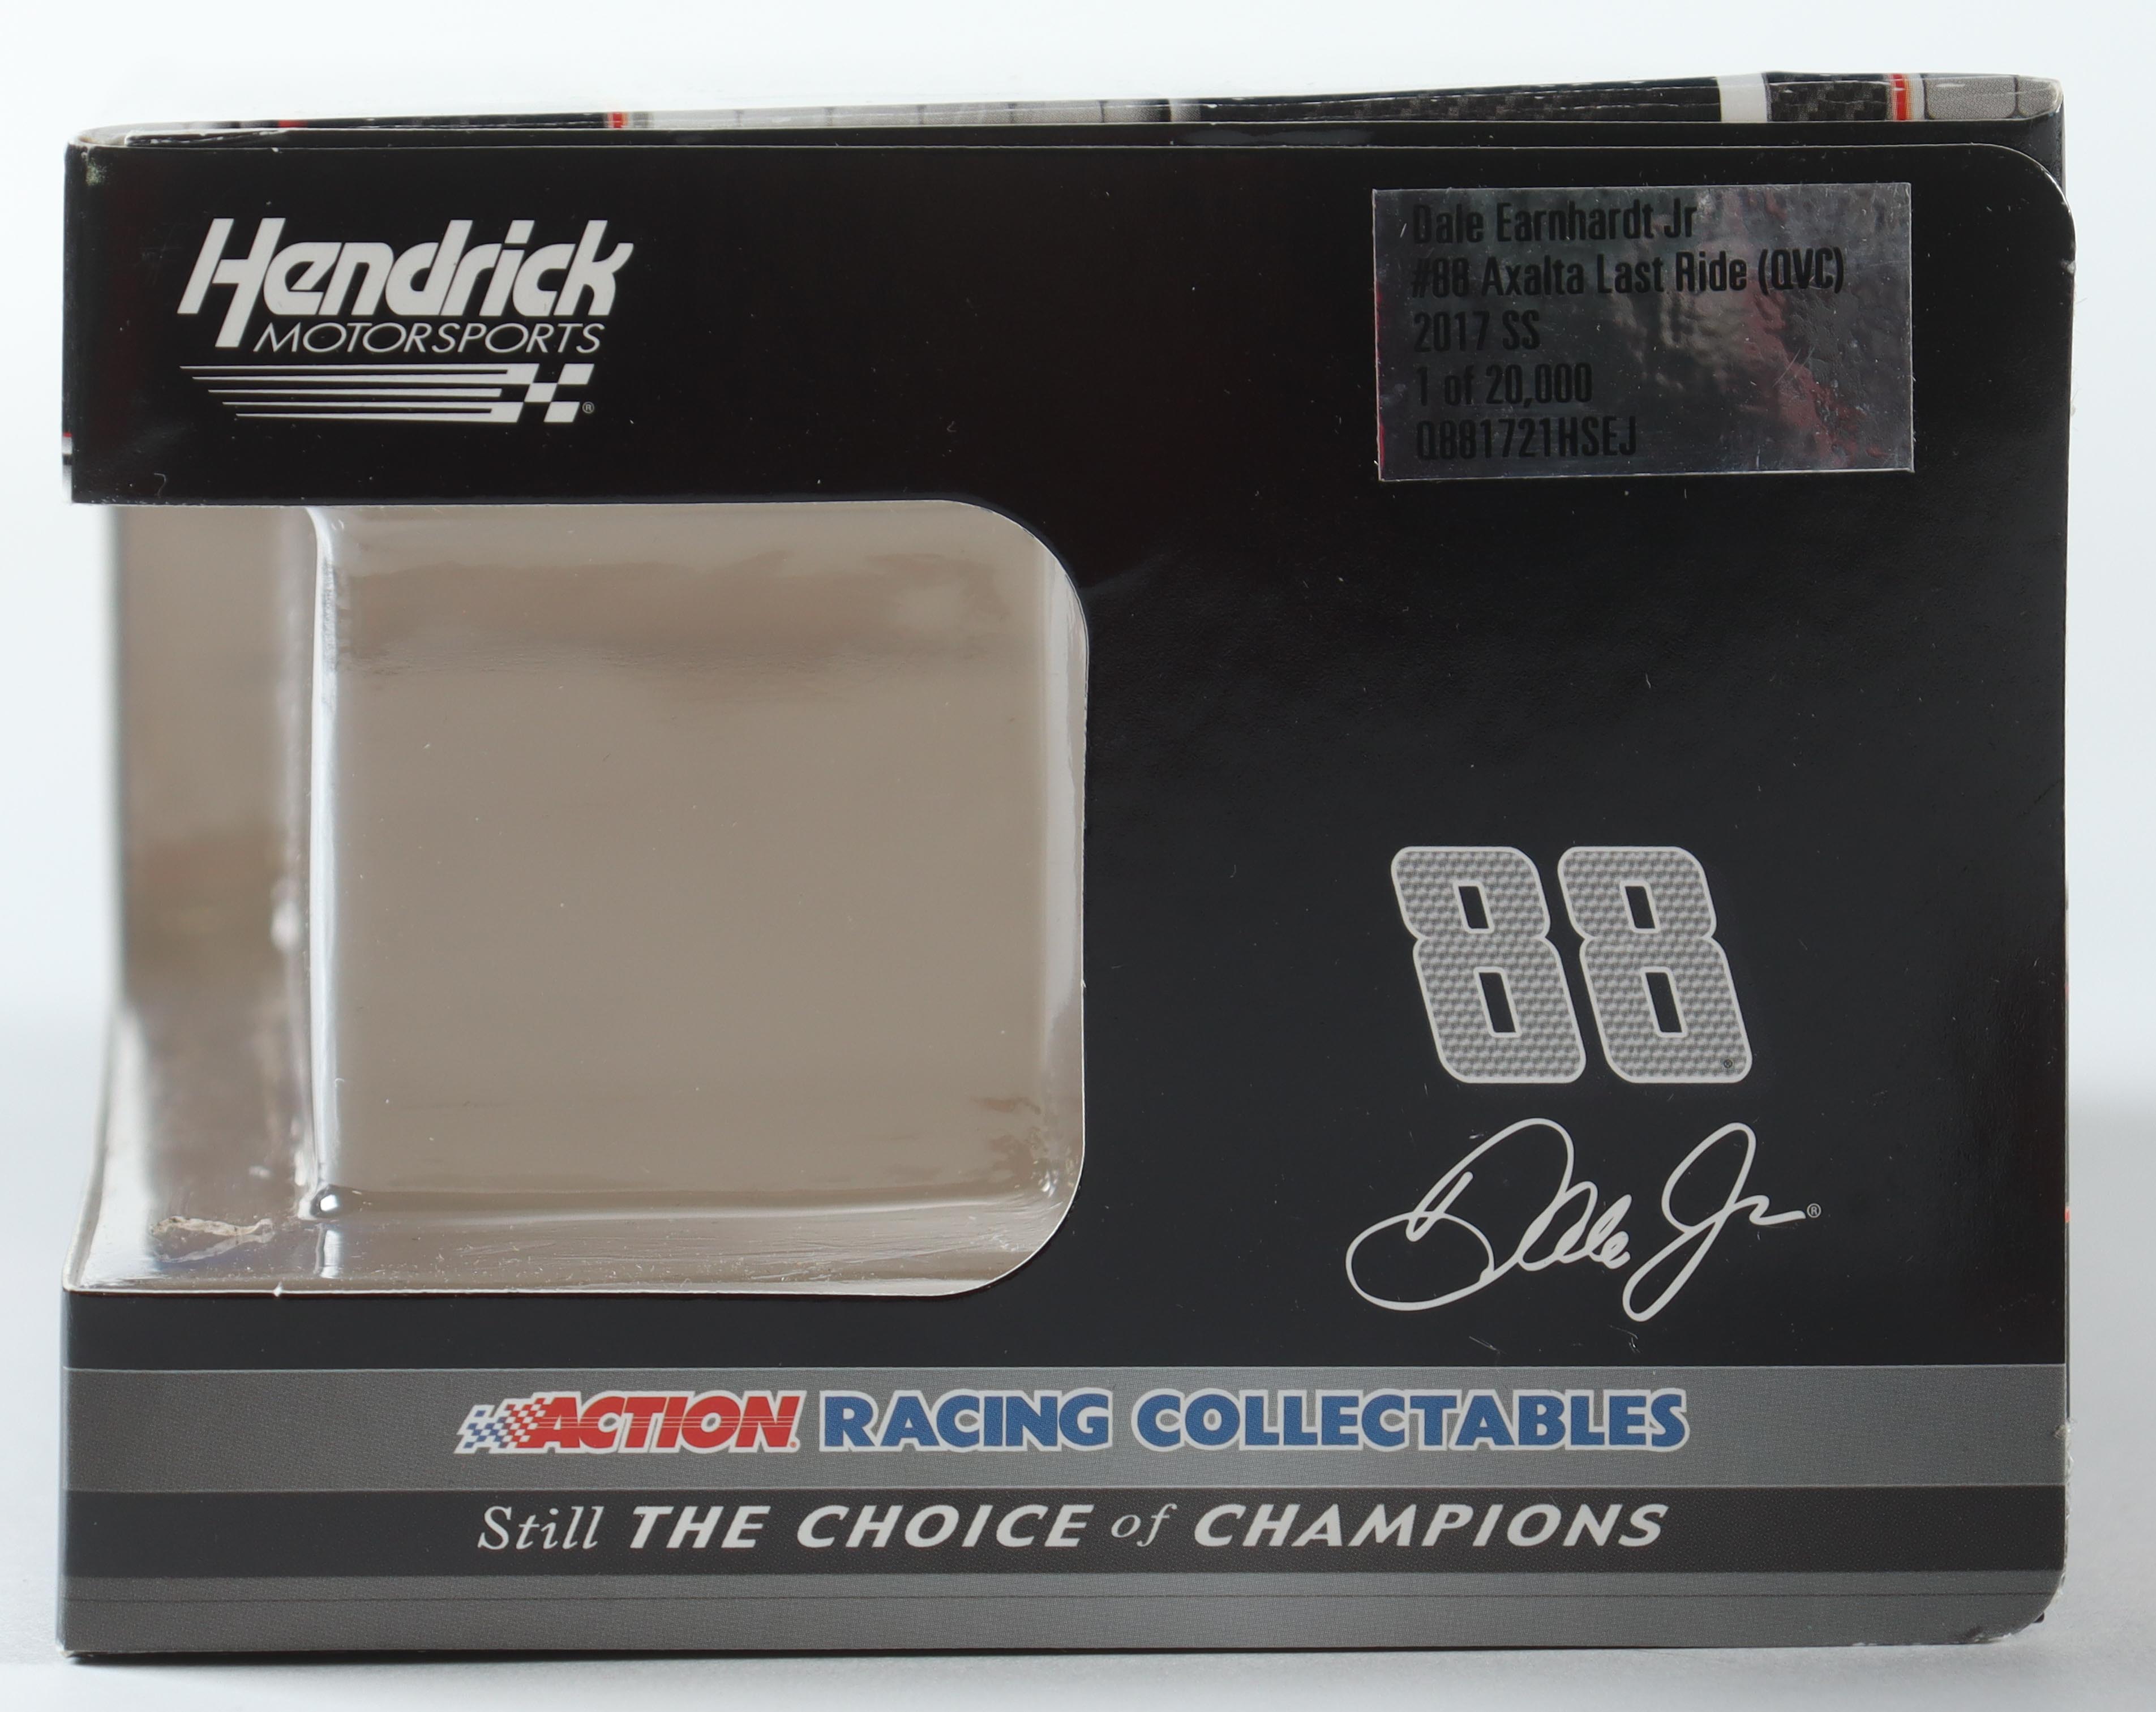 Hendrick
MOTORSPORTS
®
Dale Earnhardt Jr
#88 Axalta Last Ride (QVC)
2017 SS
1 of 20,000
Q881721HSEJ
88
Dale Jr®
ACTION RACING COLLECTABLES
Still THE CHOICE of CHAMPIONS